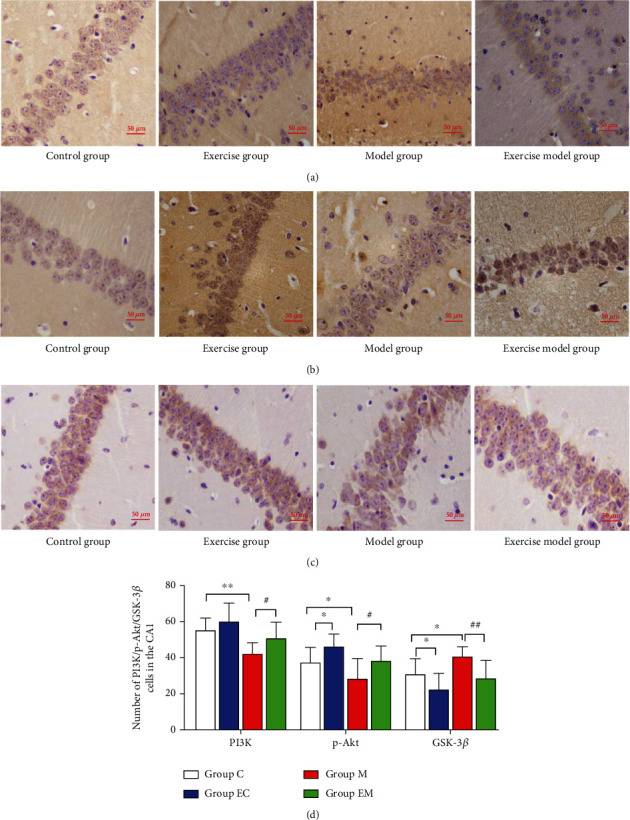 50 μm 50 μm 50 μm 50 μm
Control group Exercise group Model group Exercise model group
(a)
50 μm 50 μm 50 μm 50 μm
Control group Exercise group Model group Exercise model group
(b)
50 μm 50 μm 50 μm 50 μm
Control group Exercise group Model group Exercise model group
(c)
Number of PI3K/p-Akt/GSK-3β
cells in the CA1
80
60
40
20
0
** # * * # * * ##
PI3K p-Akt GSK-3β
Group C Group M
Group EC Group EM
(d)